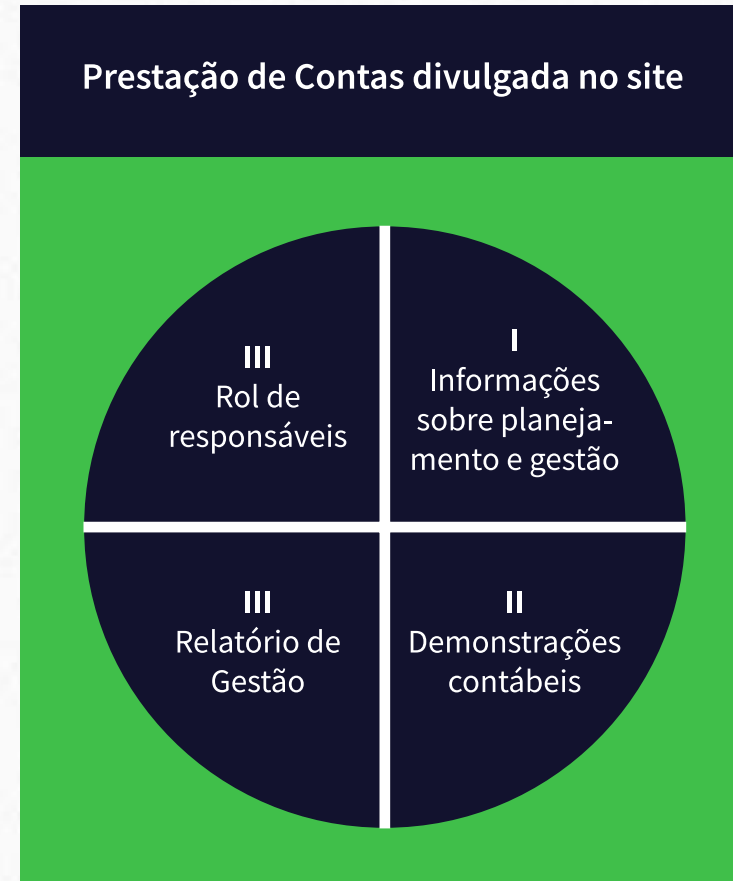 Prestação de Contas divulgada no site
I
Informações
sobre planeja-
mento e gestão
II
Demonstrações
contábeis
III
Relatório de
Gestão
III
Rol de
responsáveis